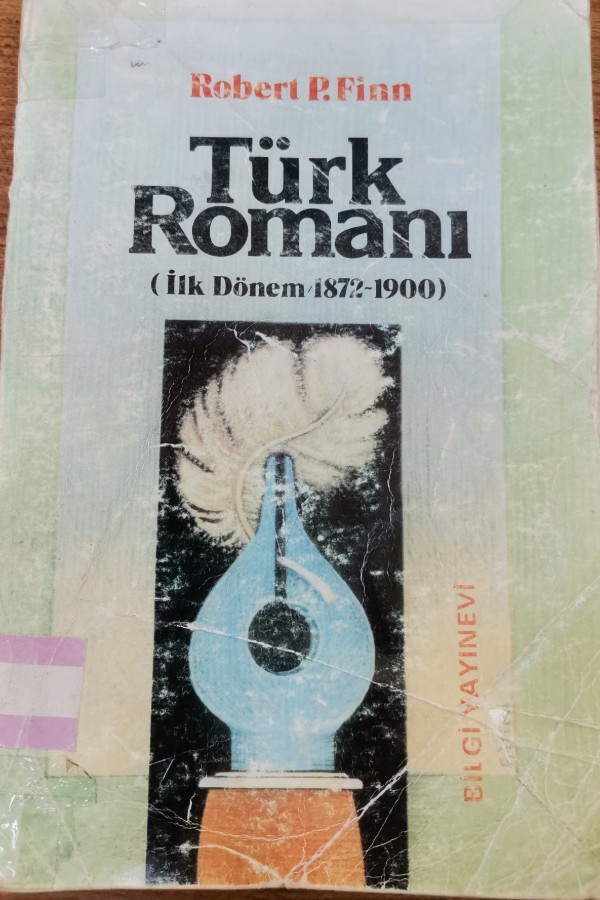 Robert P. Finn
Türk
Romanı
( İlk Dönem/1872-1900)
BİLGİ YAYINEVİ